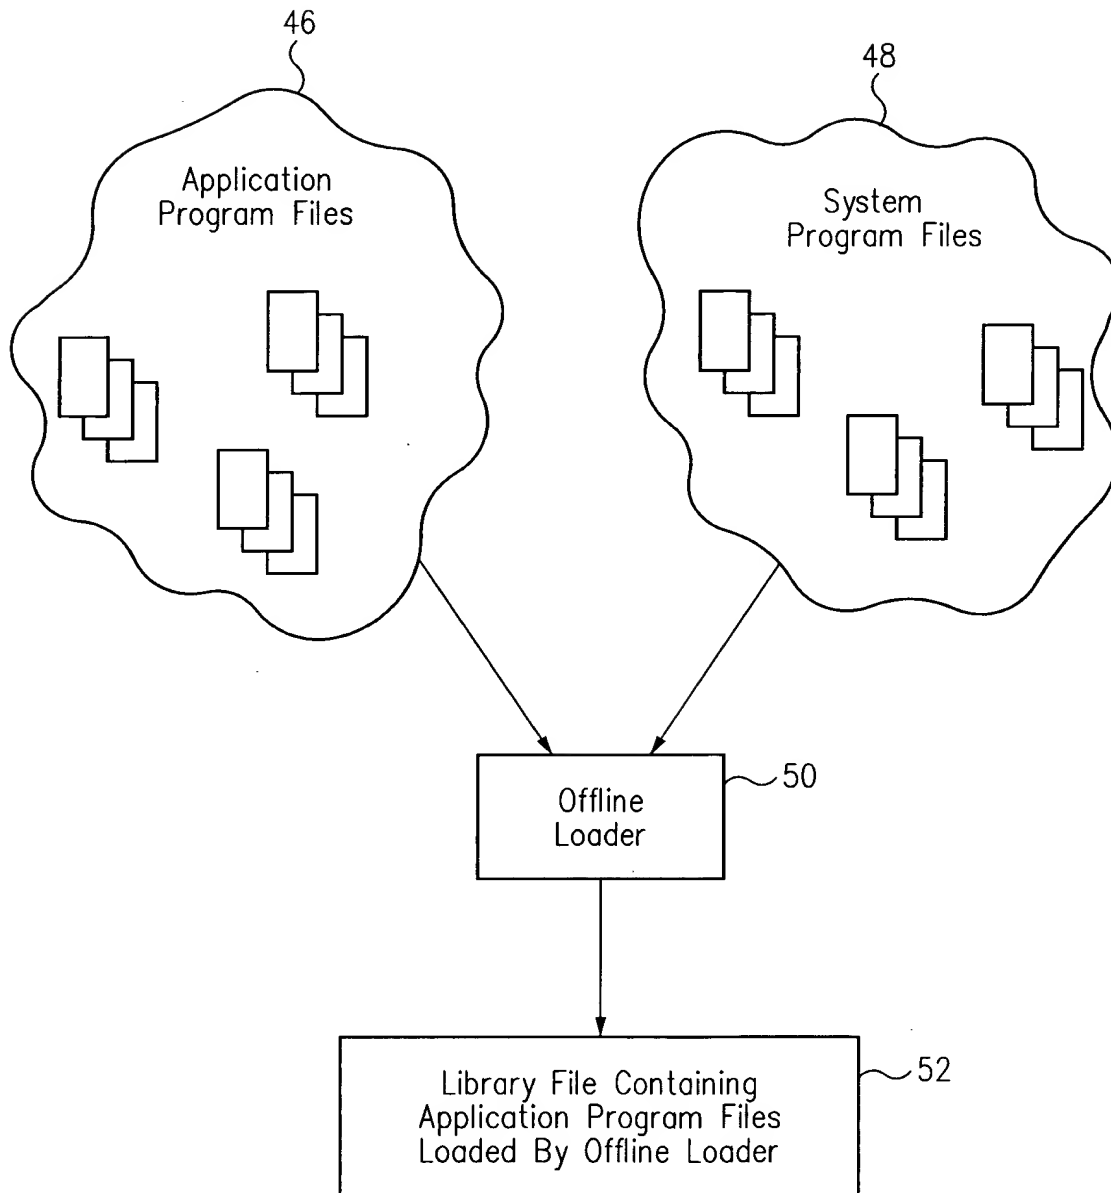 46
48
Application
Program Files
System
Program Files
Offline
Loader
50
Library File Containing
Application Program Files
Loaded By Offline Loader
52